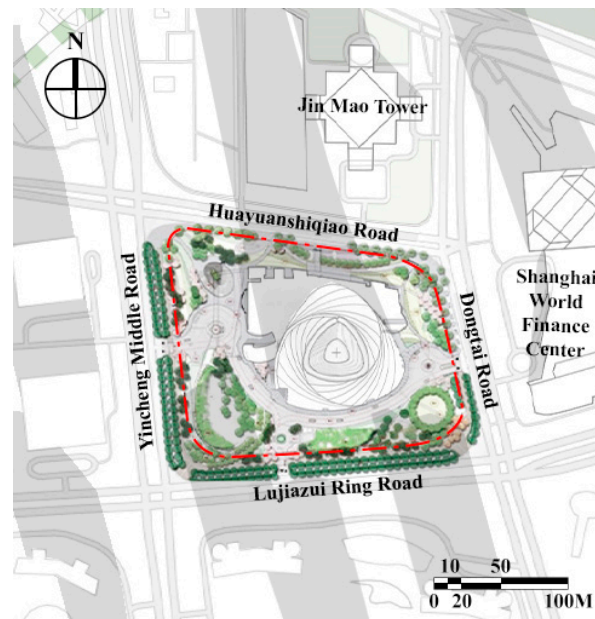 N
Jin Mao Tower
Huayuanshiqiao Road
Shanghai
World
Finance
Center
Dongtai Road
Yincheng Middle Road
Lujiazui Ring Road
10 50
0 20 100M